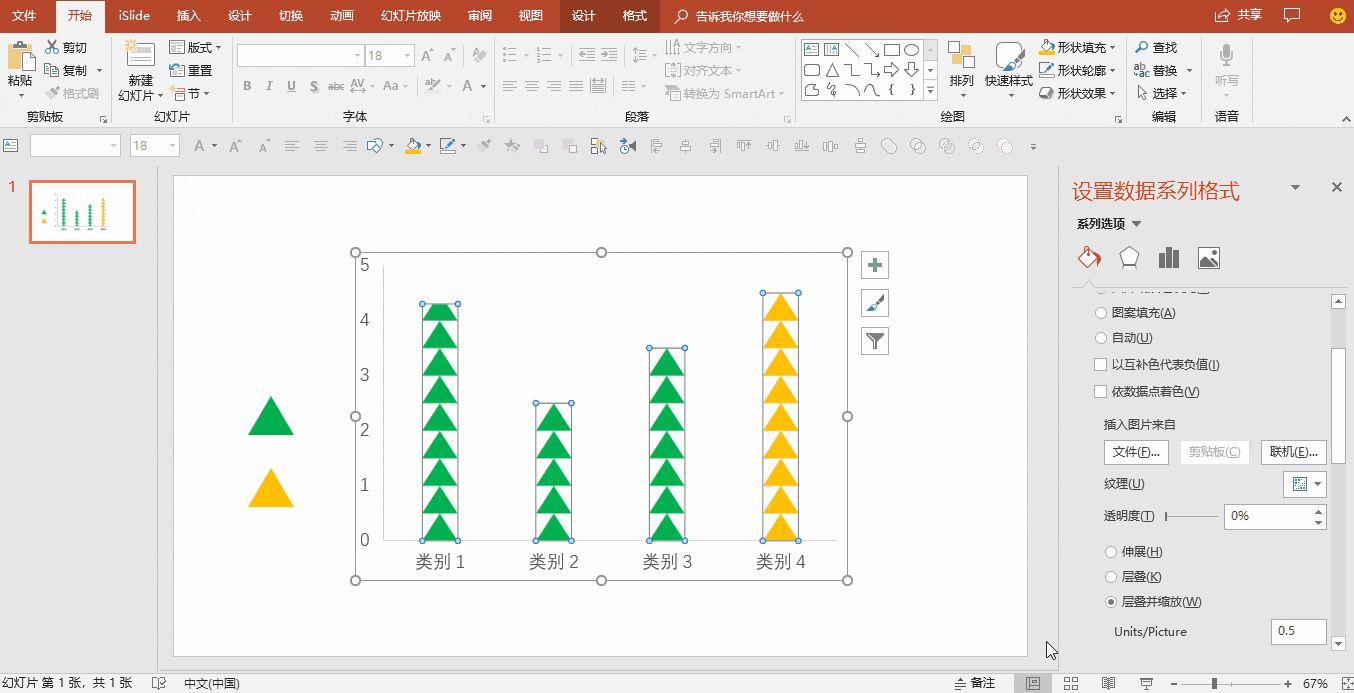 文件 开始 iSlide 插入 设计 切换 动画 幻灯片放映 审阅 视图 设计 格式 告诉我你想要做什么 共享
粘贴
剪切
复制
格式刷
剪贴板
新建
幻灯片
版式
重置
节
幻灯片
18
B I U S abc AV Aa A
字体
文字方向
对齐文本
转换为 SmartArt
段落
排列
快速样式
形状填充
形状轮廓
形状效果
绘图
查找
替换
选择
编辑
听写
语音
18
1
5
4
3
2
1
0
类别 1 类别 2 类别 3 类别 4
设置数据系列格式
系列选项
图案填充(A)
自动(U)
以互补色代表负值(I)
依数据点着色(V)
插入图片来自
文件(F)... 剪贴板(C) 联机(E)...
纹理(U)
透明度(T) 0%
伸展(H)
层叠(K)
层叠并缩放(W)
Units/Picture 0.5
幻灯片 第 1 张，共 1 张 中文(中国) 备注 67%